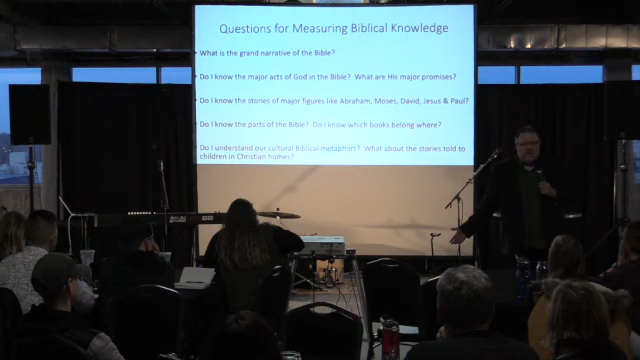 Questions for Measuring Biblical Knowledge
• What is the grand narrative of the Bible?
• Do I know the major acts of God in the Bible? What are His major promises?
• Do I know the stories of major figures like Abraham, Moses, David, Jesus & Paul?
• Do I know the parts of the Bible? Do I know which books belong where?
• Do I understand our cultural Biblical metaphors? What about the stories told to
children in Christian homes?
AKAI